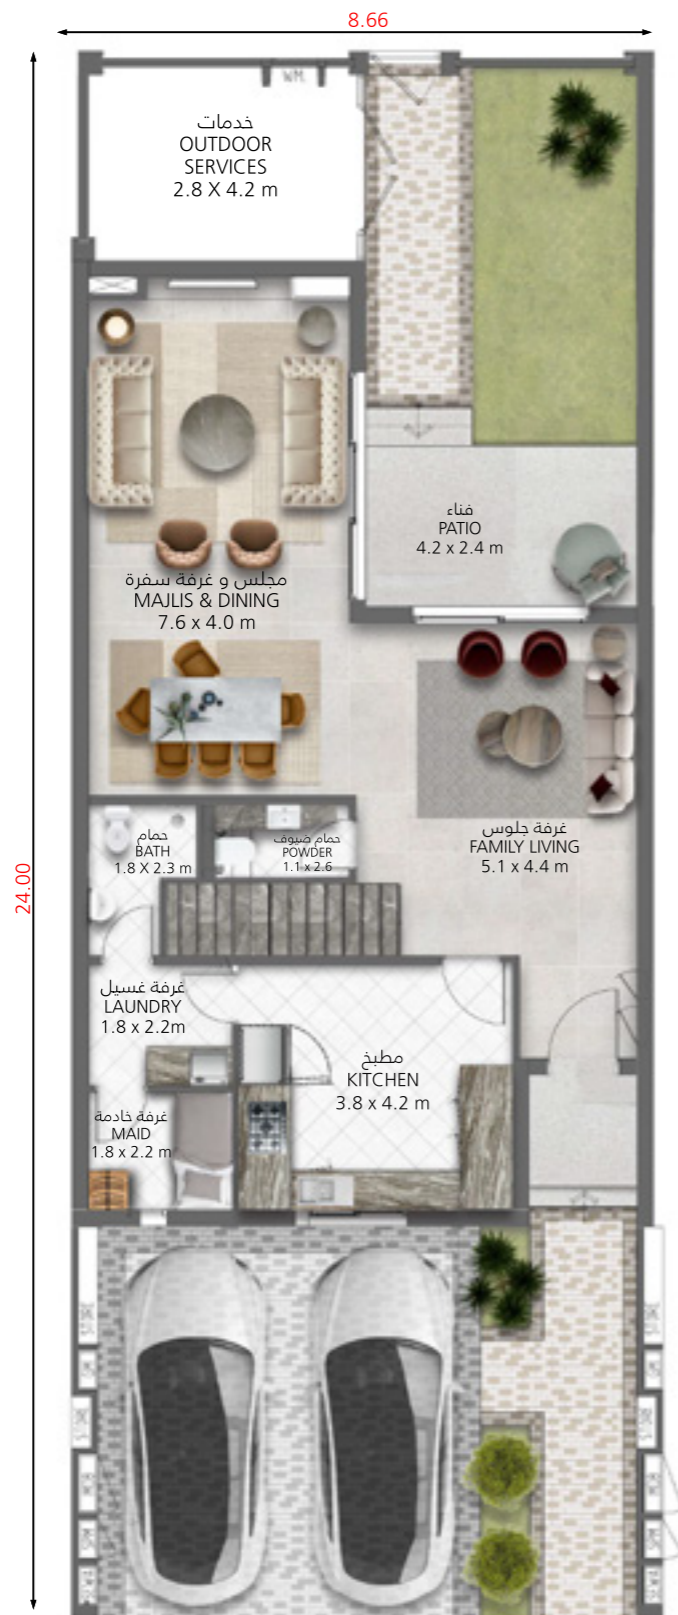 8.66
24.00
WM
خدمات
OUTDOOR
SERVICES
2.8 X 4.2 m
فناء
PATIO
4.2 x 2.4 m
مجلس و غرفة سفرة
MAJLIS & DINING
7.6 x 4.0 m
غرفة جلوس
FAMILY LIVING
5.1 x 4.4 m
حمام
BATH
1.8 X 2.3 m
حمام ضيوف
POWDER
1.1 x 2.6
غرفة غسيل
LAUNDRY
1.8 x 2.2m
مطبخ
KITCHEN
3.8 x 4.2 m
غرفة خادمة
MAID
1.8 x 2.2 m